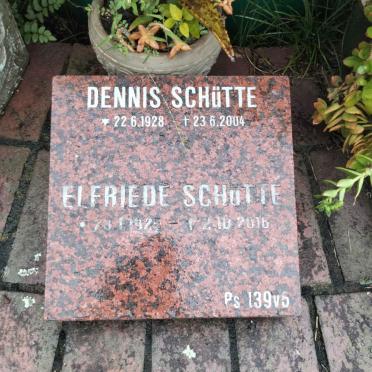 DENNIS SCHüTTE
* 22.6.1928 †23.6.2004
ELFRIEDE SCHüTTE
Ps 139v5